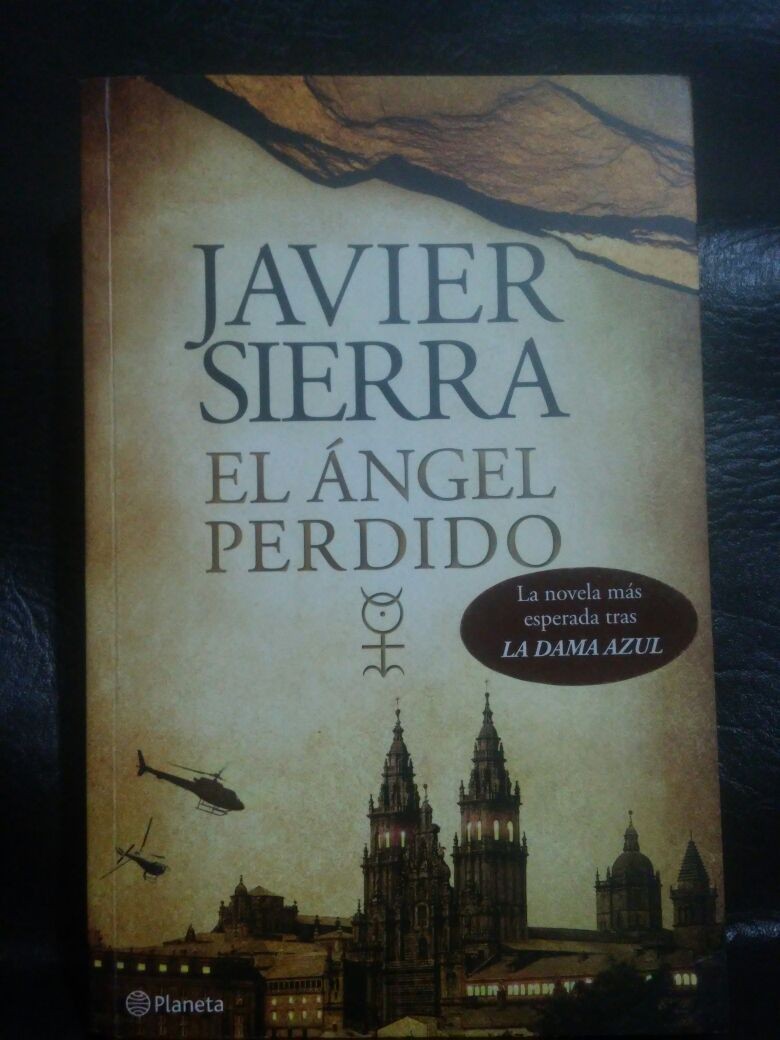 JAVIER
SIERRA
EL ÁNGEL
PERDIDO
La novela más
esperada tras
LA DAMA AZUL
Planeta